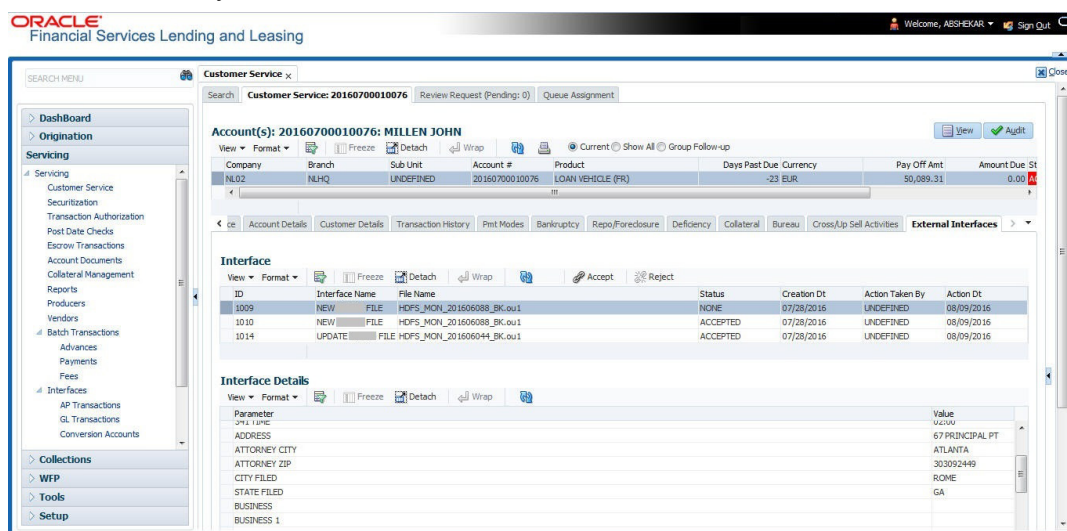 ORACLE
Financial Services Lending and Leasing
Welcome, ABSHEKAR
Sign Out
SEARCH MENU
Customer Service x
Close
Search Customer Service: 20160700010076 Review Request (Pending: 0) Queue Assignment
DashBoard
Origination
Servicing
Servicing
Customer Service
Securitization
Transaction Authorization
Post Date Checks
Escrow Transactions
Account Documents
Collateral Management
Reports
Producers
Vendors
Batch Transactions
Advances
Payments
Fees
Interfaces
AP Transactions
GL Transactions
Conversion Accounts
Collections
WFP
Tools
Setup
Account(s): 20160700010076: MILLEN JOHN
View Audit
View Format Freeze Detach Wrap Current Show All Group Follow-up
Company Branch Sub Unit Account # Product Days Past Due Currency Pay Off Amt Amount Due St
NL02 NLHQ UNDEFINED 20160700010076 LOAN VEHICLE (FR) -23 EUR 50,089.31 0.00 AC
ce Account Details Customer Details Transaction History Pmt Modes Bankruptcy Repo/Foreclosure Deficiency Collateral Bureau Cross/Up Sell Activities External Interfaces
Interface
View Format Freeze Detach Wrap Accept Reject
ID Interface Name File Name Status Creation Dt Action Taken By Action Dt
1009 NEW FILE HDFS_MON_201606088_BK.ou1 NONE 07/28/2016 UNDEFINED 08/09/2016
1010 NEW FILE HDFS_MON_201606088_BK.ou1 ACCEPTED 07/28/2016 UNDEFINED 08/09/2016
1014 UPDATE FILE HDFS_MON_201606044_BK.ou1 ACCEPTED 07/28/2016 UNDEFINED 08/09/2016
Interface Details
View Format Freeze Detach Wrap
Parameter Value
341 TIME 02:00
ADDRESS 67 PRINCIPAL PT
ATTORNEY CITY ATLANTA
ATTORNEY ZIP 303092449
CITY FILED ROME
STATE FILED GA
BUSINESS
BUSINESS 1